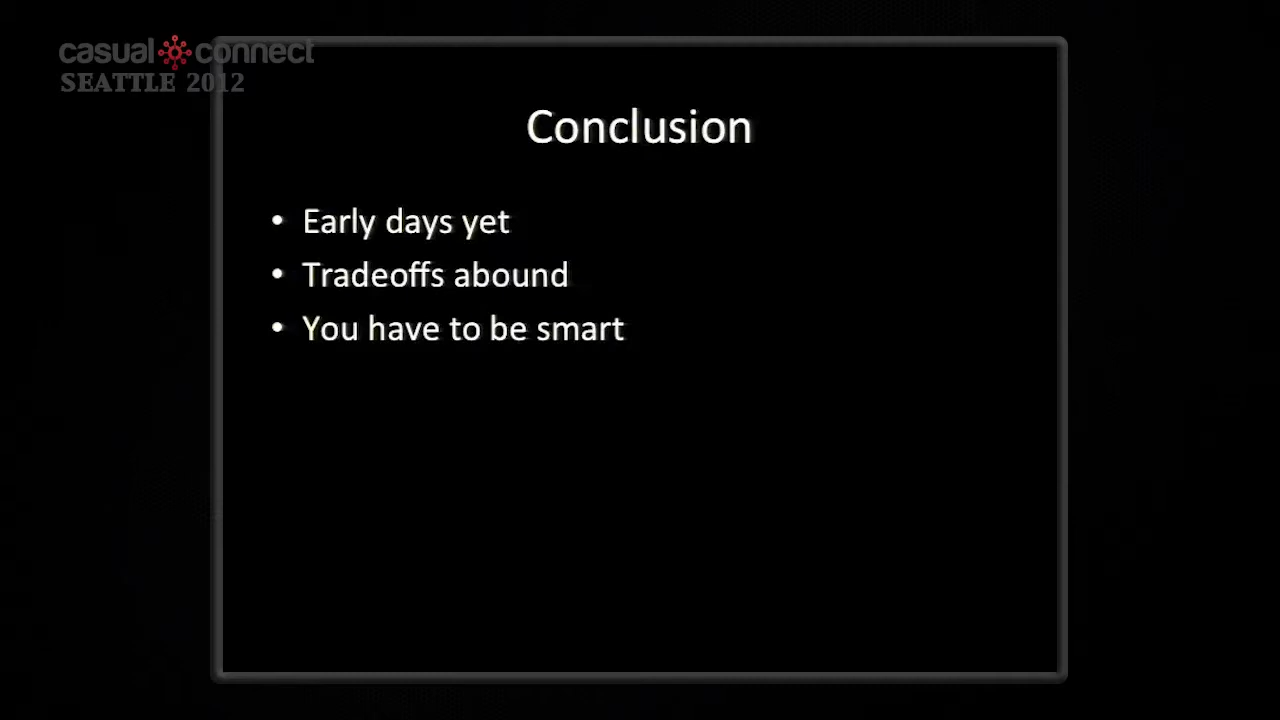 casual connect
SEATTLE 2012
Conclusion
• Early days yet
• Tradeoffs abound
• You have to be smart